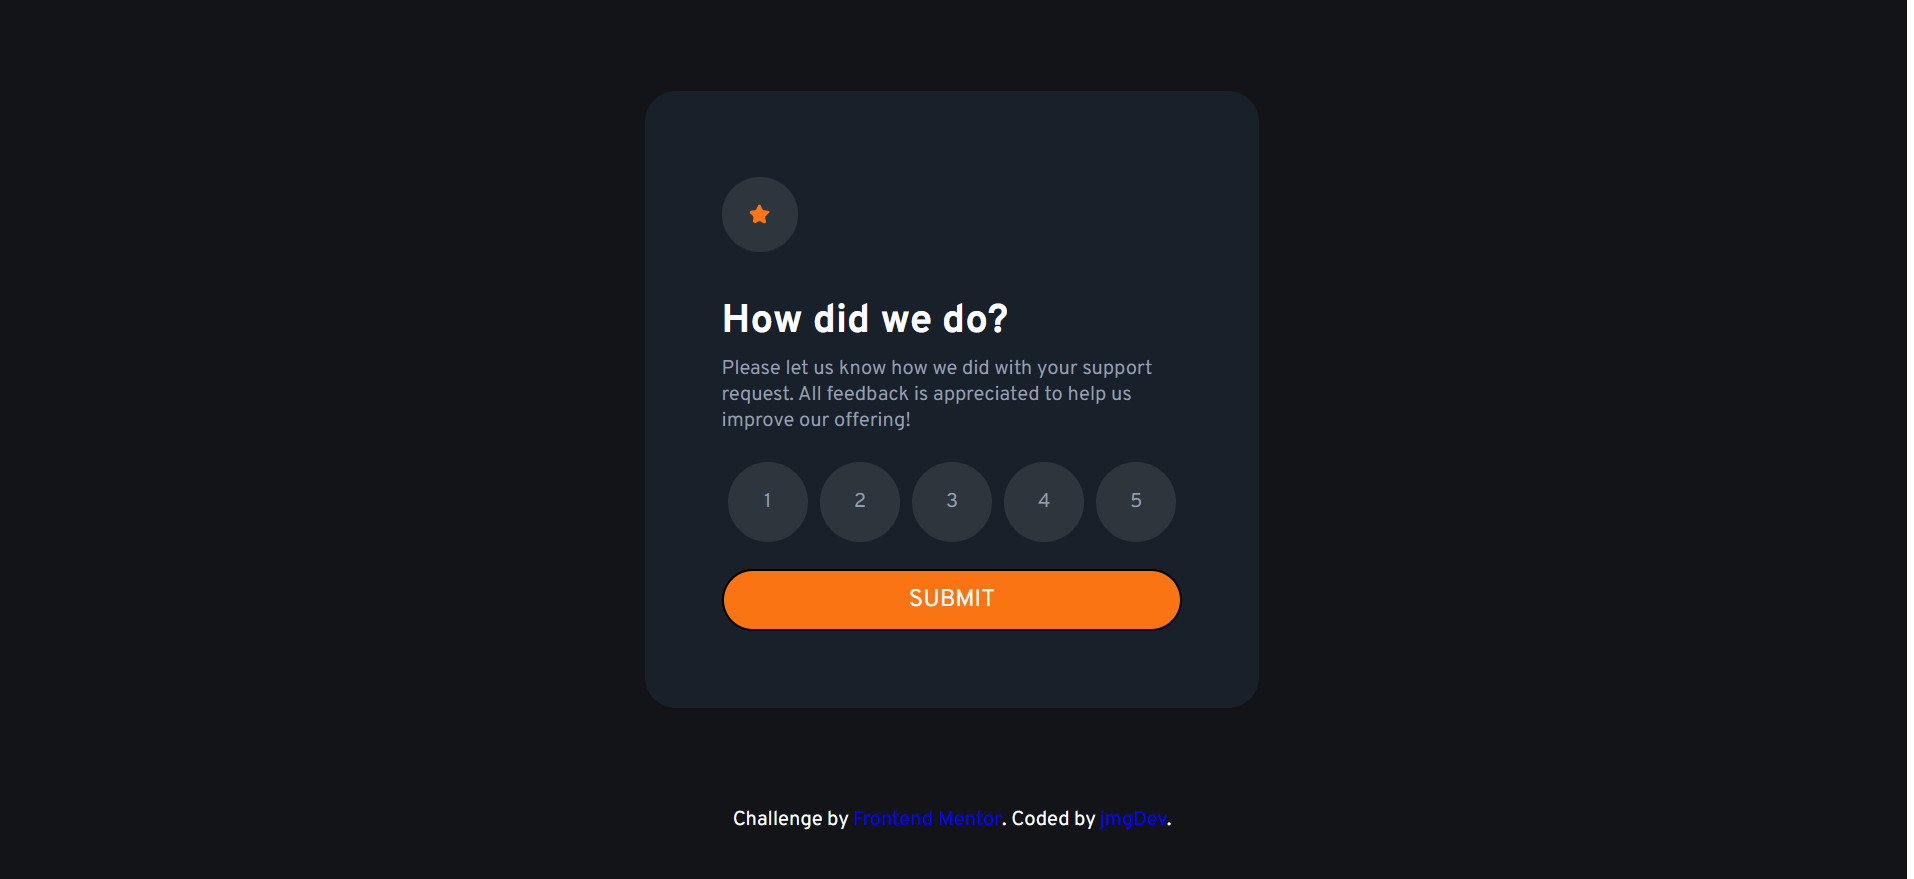 How did we do?
Please let us know how we did with your support
request. All feedback is appreciated to help us
improve our offering!
1 2 3 4 5
SUBMIT
Challenge by Frontend Mentor. Coded by jmgDev.